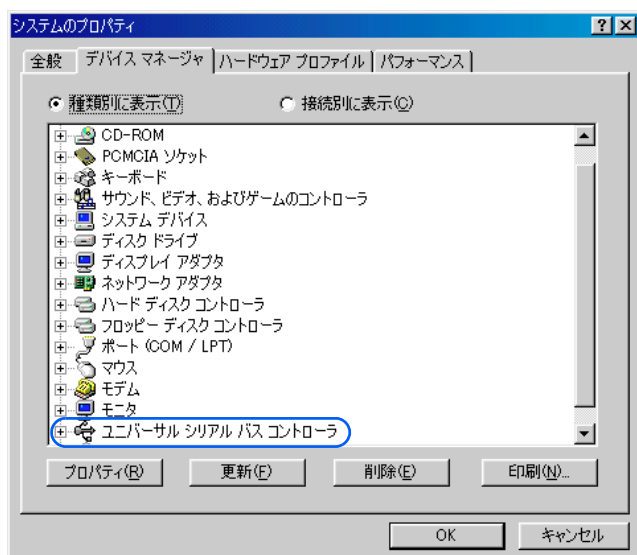 システムのプロパティ
全般 デバイス マネージャ ハードウェア プロファイル パフォーマンス
種類別に表示(T) 接続別に表示(C)
CD-ROM
PCMCIA ソケット
キーボード
サウンド、ビデオ、およびゲームのコントローラ
システム デバイス
ディスク ドライブ
ディスプレイ アダプタ
ネットワーク アダプタ
ハード ディスク コントローラ
フロッピー ディスク コントローラ
ポート (COM / LPT)
マウス
モデム
モニタ
ユニバーサル シリアル バス コントローラ
プロパティ(R) 更新(F) 削除(E) 印刷(N)...
OK キャンセル